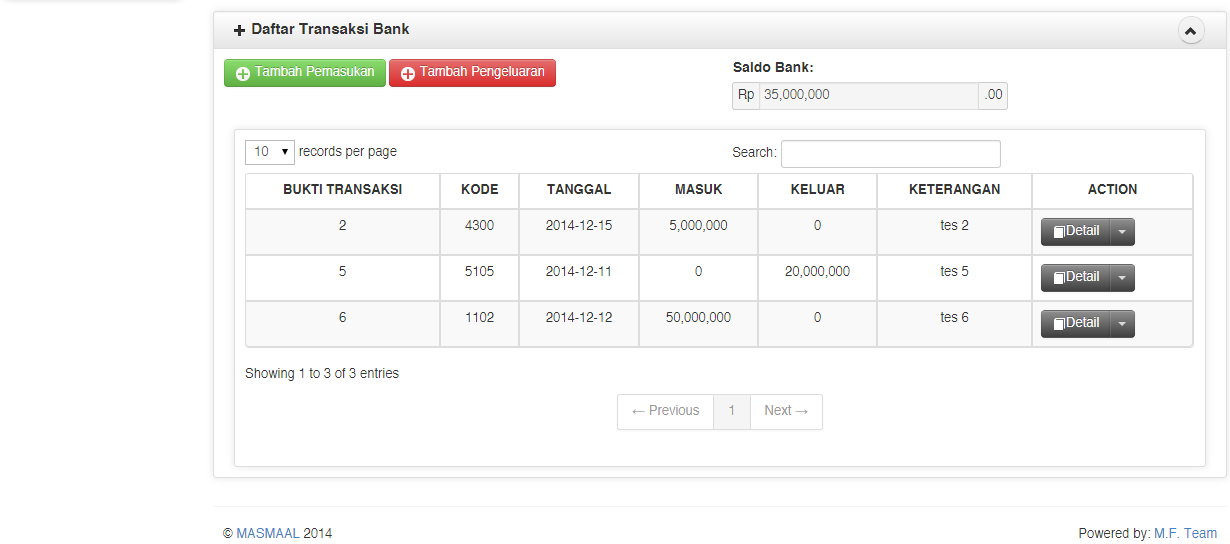 Daftar Transaksi Bank
Tambah Pemasukan Tambah Pengeluaran
Saldo Bank:
Rp 35,000,000 .00
10 records per page Search:
BUKTI TRANSAKSI KODE TANGGAL MASUK KELUAR KETERANGAN ACTION
2 4300 2014-12-15 5,000,000 0 tes 2 Detail
5 5105 2014-12-11 0 20,000,000 tes 5 Detail
6 1102 2014-12-12 50,000,000 0 tes 6 Detail
Showing 1 to 3 of 3 entries
← Previous 1 Next →
© MASMAAL 2014 Powered by: M.F. Team